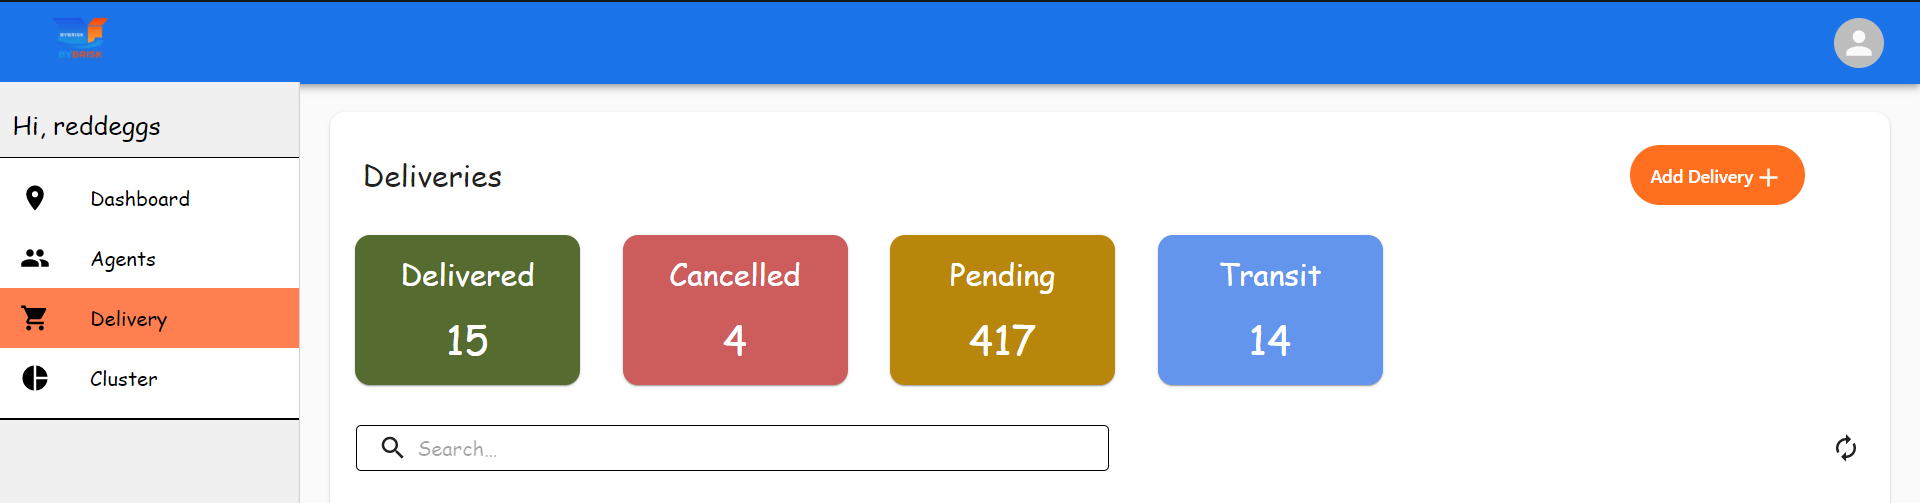 BYBRISK
BYBRISK
Hi, reddeggs
Dashboard
Agents
Delivery
Cluster
Deliveries
Add Delivery
Delivered
15
Cancelled
4
Pending
417
Transit
14
Search...